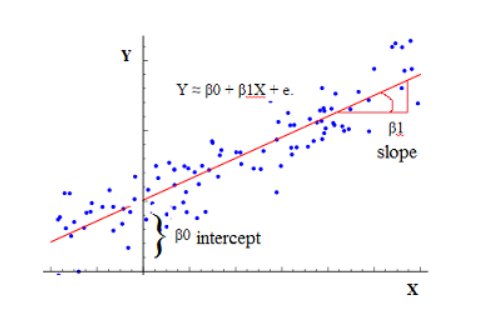 Y
Y ≈ β0 + β1X + e.
β1
slope
β0 intercept
X